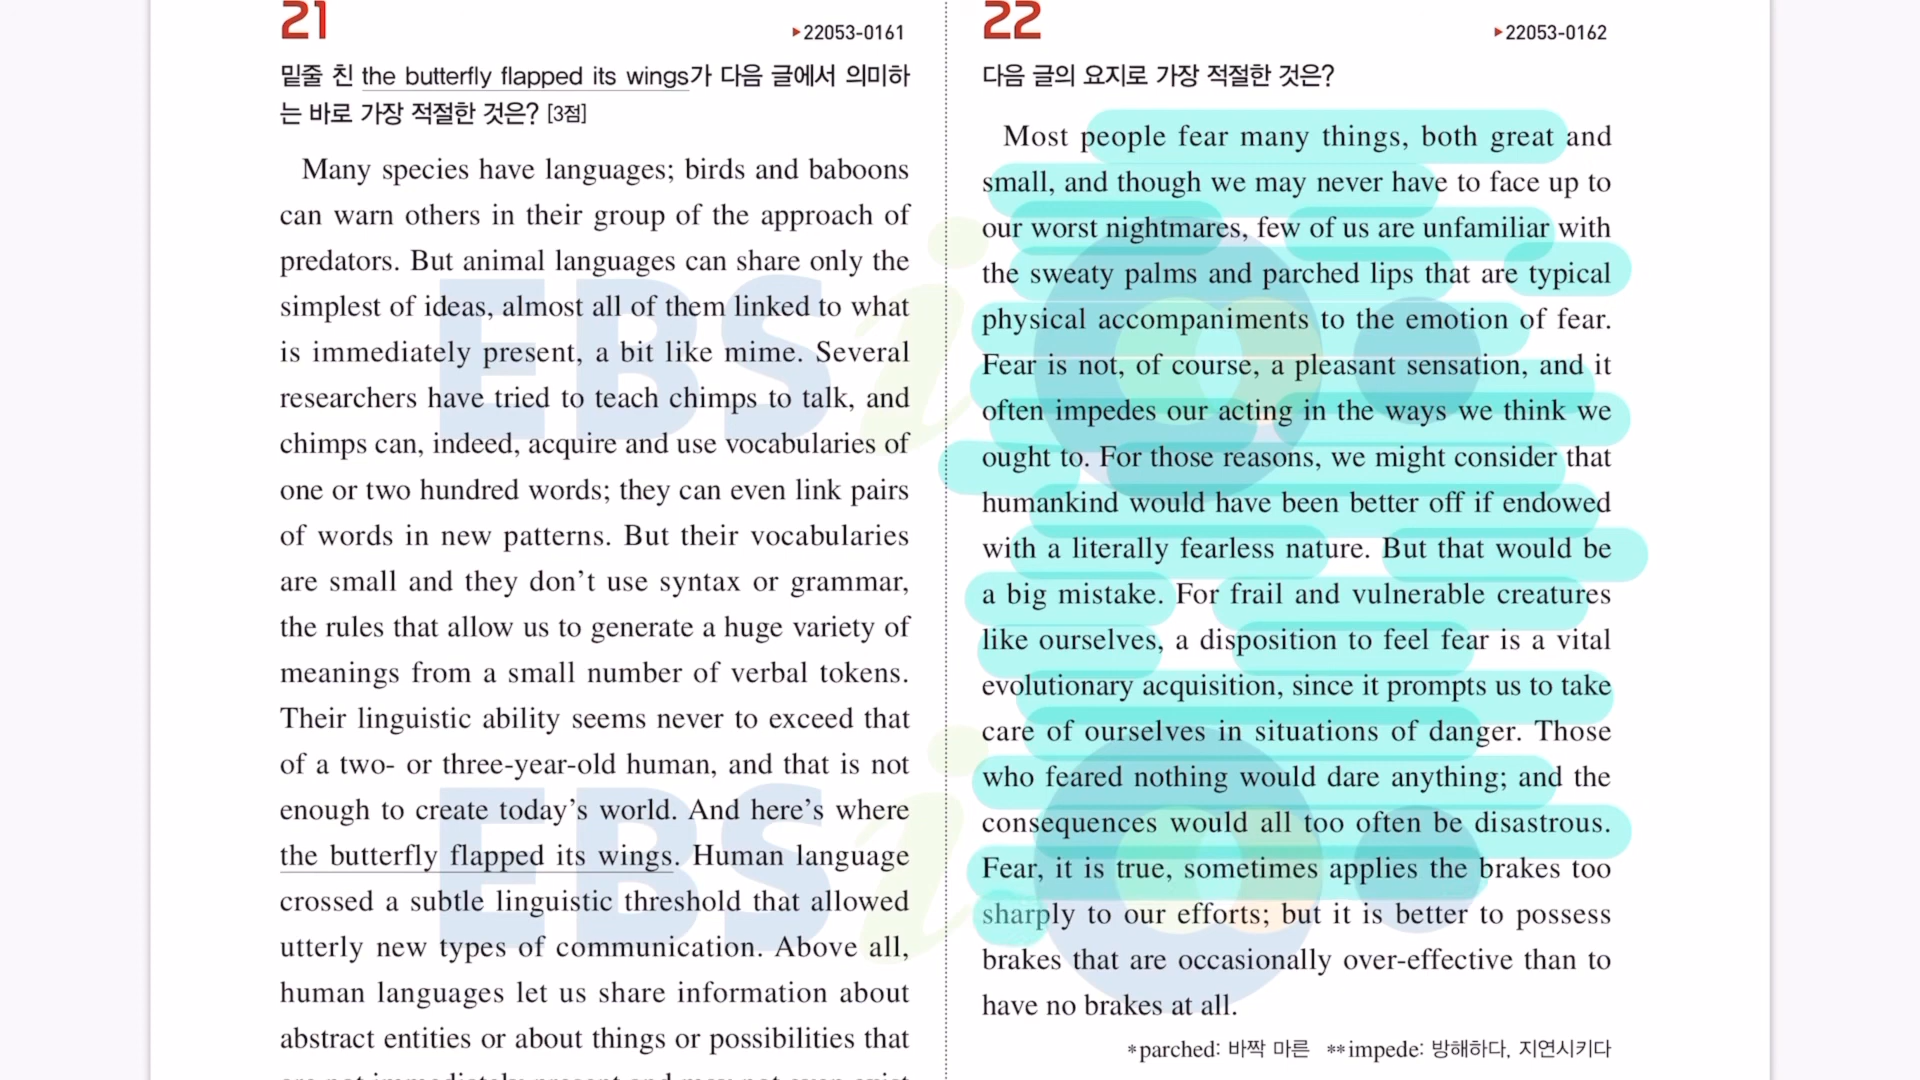 21
▶22053-0161
밑줄 친 the butterfly flapped its wings가 다음 글에서 의미하
는 바로 가장 적절한 것은? [3점]
Many species have languages; birds and baboons
can warn others in their group of the approach of
predators. But animal languages can share only the
simplest of ideas, almost all of them linked to what
is immediately present, a bit like mime. Several
researchers have tried to teach chimps to talk, and
chimps can, indeed, acquire and use vocabularies of
one or two hundred words; they can even link pairs
of words in new patterns. But their vocabularies
are small and they don’t use syntax or grammar,
the rules that allow us to generate a huge variety of
meanings from a small number of verbal tokens.
Their linguistic ability seems never to exceed that
of a two- or three-year-old human, and that is not
enough to create today’s world. And here’s where
the butterfly flapped its wings. Human language
crossed a subtle linguistic threshold that allowed
utterly new types of communication. Above all,
human languages let us share information about
abstract entities or about things or possibilities that
are not immediately present and may not even exist
22
▶22053-0162
다음 글의 요지로 가장 적절한 것은?
Most people fear many things, both great and
small, and though we may never have to face up to
our worst nightmares, few of us are unfamiliar with
the sweaty palms and parched lips that are typical
physical accompaniments to the emotion of fear.
Fear is not, of course, a pleasant sensation, and it
often impedes our acting in the ways we think we
ought to. For those reasons, we might consider that
humankind would have been better off if endowed
with a literally fearless nature. But that would be
a big mistake. For frail and vulnerable creatures
like ourselves, a disposition to feel fear is a vital
evolutionary acquisition, since it prompts us to take
care of ourselves in situations of danger. Those
who feared nothing would dare anything; and the
consequences would all too often be disastrous.
Fear, it is true, sometimes applies the brakes too
sharply to our efforts; but it is better to possess
brakes that are occasionally over-effective than to
have no brakes at all.
*parched: 바짝 마른 **impede: 방해하다, 지연시키다
EBSi
EBSi